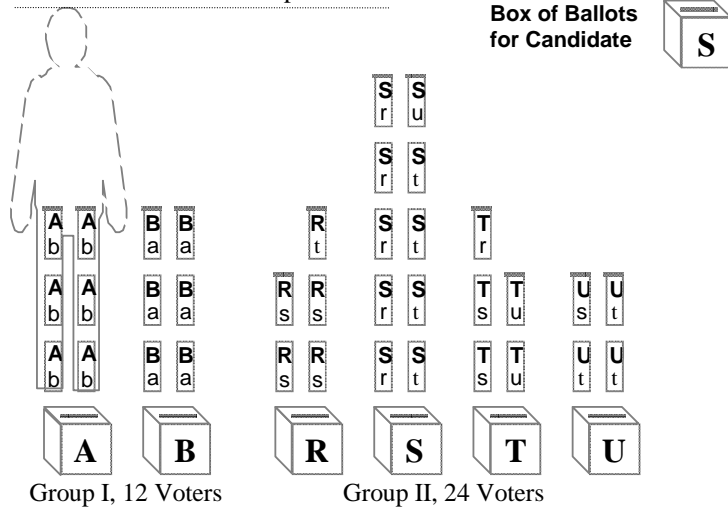 Box of Ballots
for Candidate
S
S S
r u
S S
r t
A A B B R S S T
b b a a t r t r
A A B B R R S S T T U U
b b a a s s r t s u s t
A A B B R R S S T T U U
b b a a s s r t s u t t
A B R S T U
Group I, 12 Voters Group II, 24 Voters